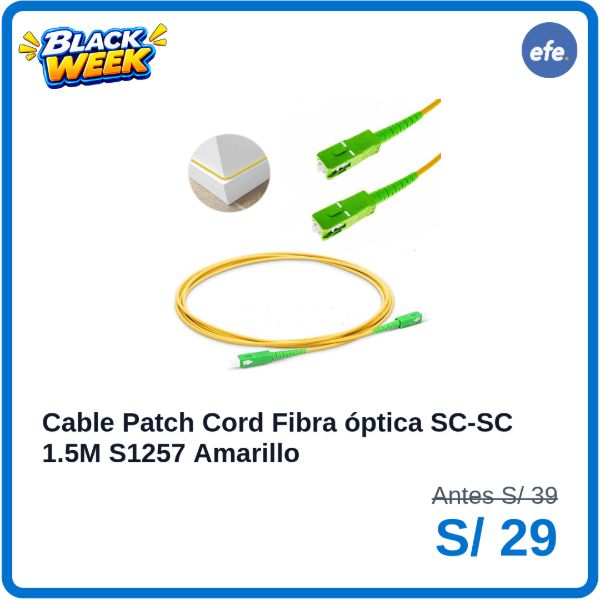 BLACK
WEEK
efe.
Cable Patch Cord Fibra óptica SC-SC
1.5M S1257 Amarillo
Antes S/ 39
S/ 29